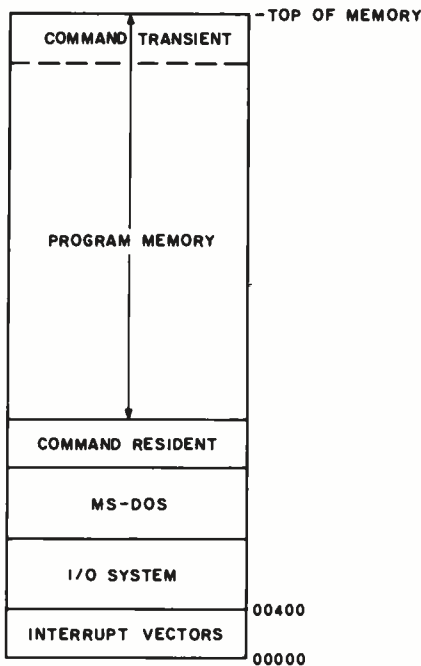 -TOP OF MEMORY
COMMAND TRANSIENT
PROGRAM MEMORY
COMMAND RESIDENT
MS-DOS
I/O SYSTEM
00400
INTERRUPT VECTORS
00000